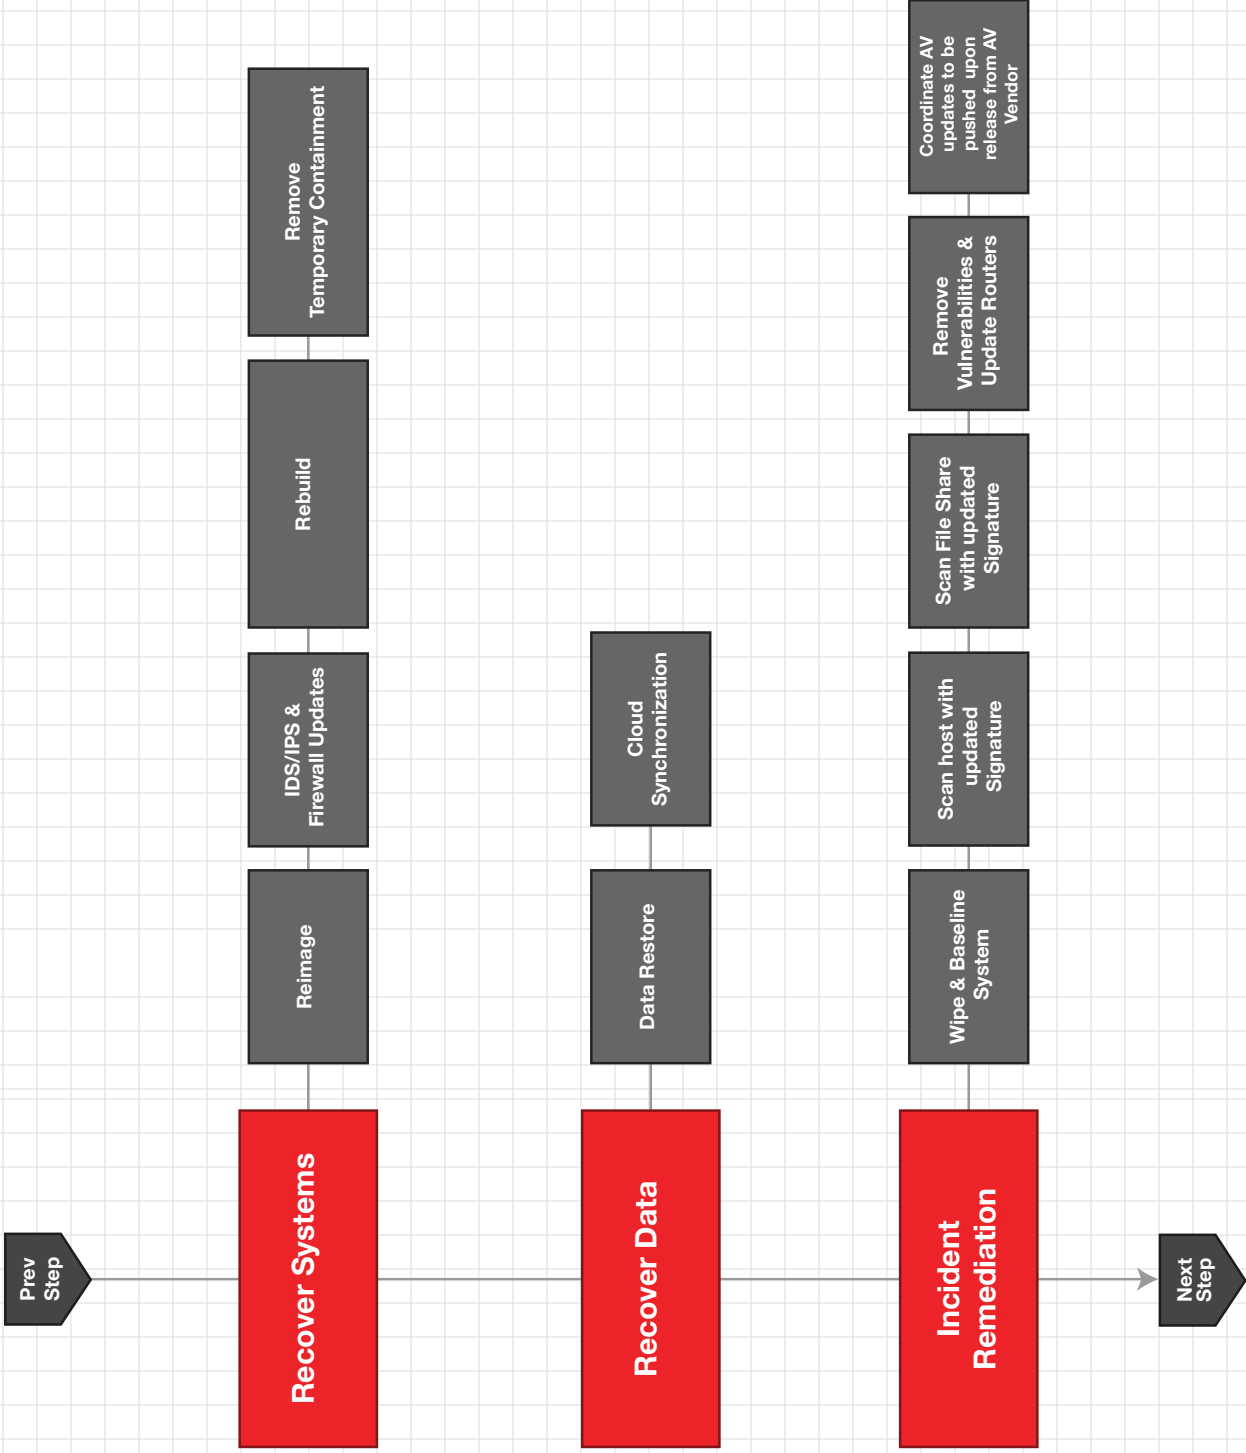 Prev
Step
Recover Systems
Reimage
IDS/IPS &
Firewall Updates
Rebuild
Remove
Temporary Containment
Recover Data
Data Restore
Cloud
Synchronization
Incident
Remediation
Wipe & Baseline
System
Scan host with
updated
Signature
Scan File Share
with updated
Signature
Remove
Vulnerabilities &
Update Routers
Coordinate AV
updates to be
pushed upon
release from AV
Vendor
Next
Step